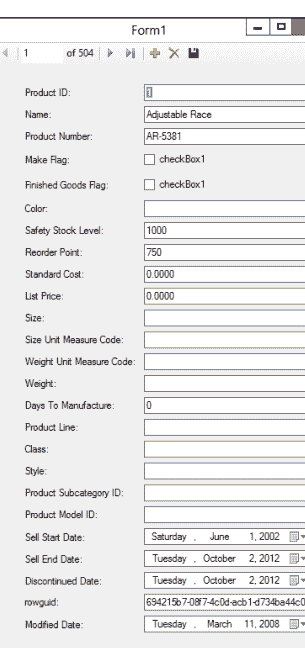 Form1
1 of 504
Product ID: 1
Name: Adjustable Race
Product Number: AR-5381
Make Flag: checkBox1
Finished Goods Flag: checkBox1
Color:
Safety Stock Level: 1000
Reorder Point: 750
Standard Cost: 0.0000
List Price: 0.0000
Size:
Size Unit Measure Code:
Weight Unit Measure Code:
Weight:
Days To Manufacture: 0
Product Line:
Class:
Style:
Product Subcategory ID:
Product Model ID:
Sell Start Date: Saturday , June 1, 2002
Sell End Date: Tuesday , October 2, 2012
Discontinued Date: Tuesday , October 2, 2012
rowguid: 694215b7-08f7-4c0d-acb1-d734ba44c0
Modified Date: Tuesday , March 11, 2008